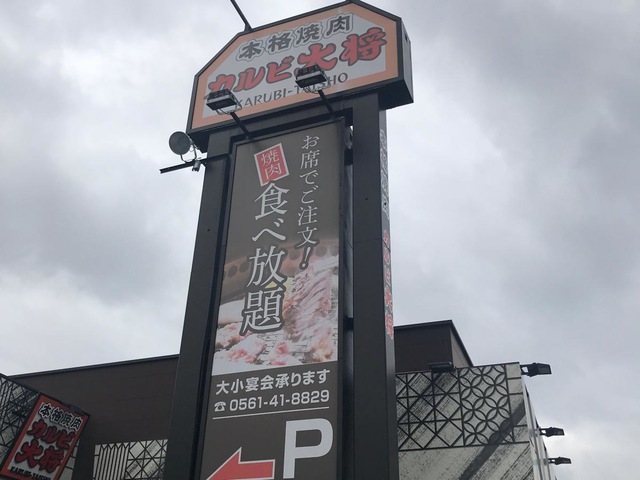 本格焼肉
カルビ大将
KARUBI-TAISHO
お席でご注文!
焼肉
食べ放題
大小宴会承ります
☎0561-41-8829
P
本格焼肉
カルビ
大将
KARUBI-TAISHO